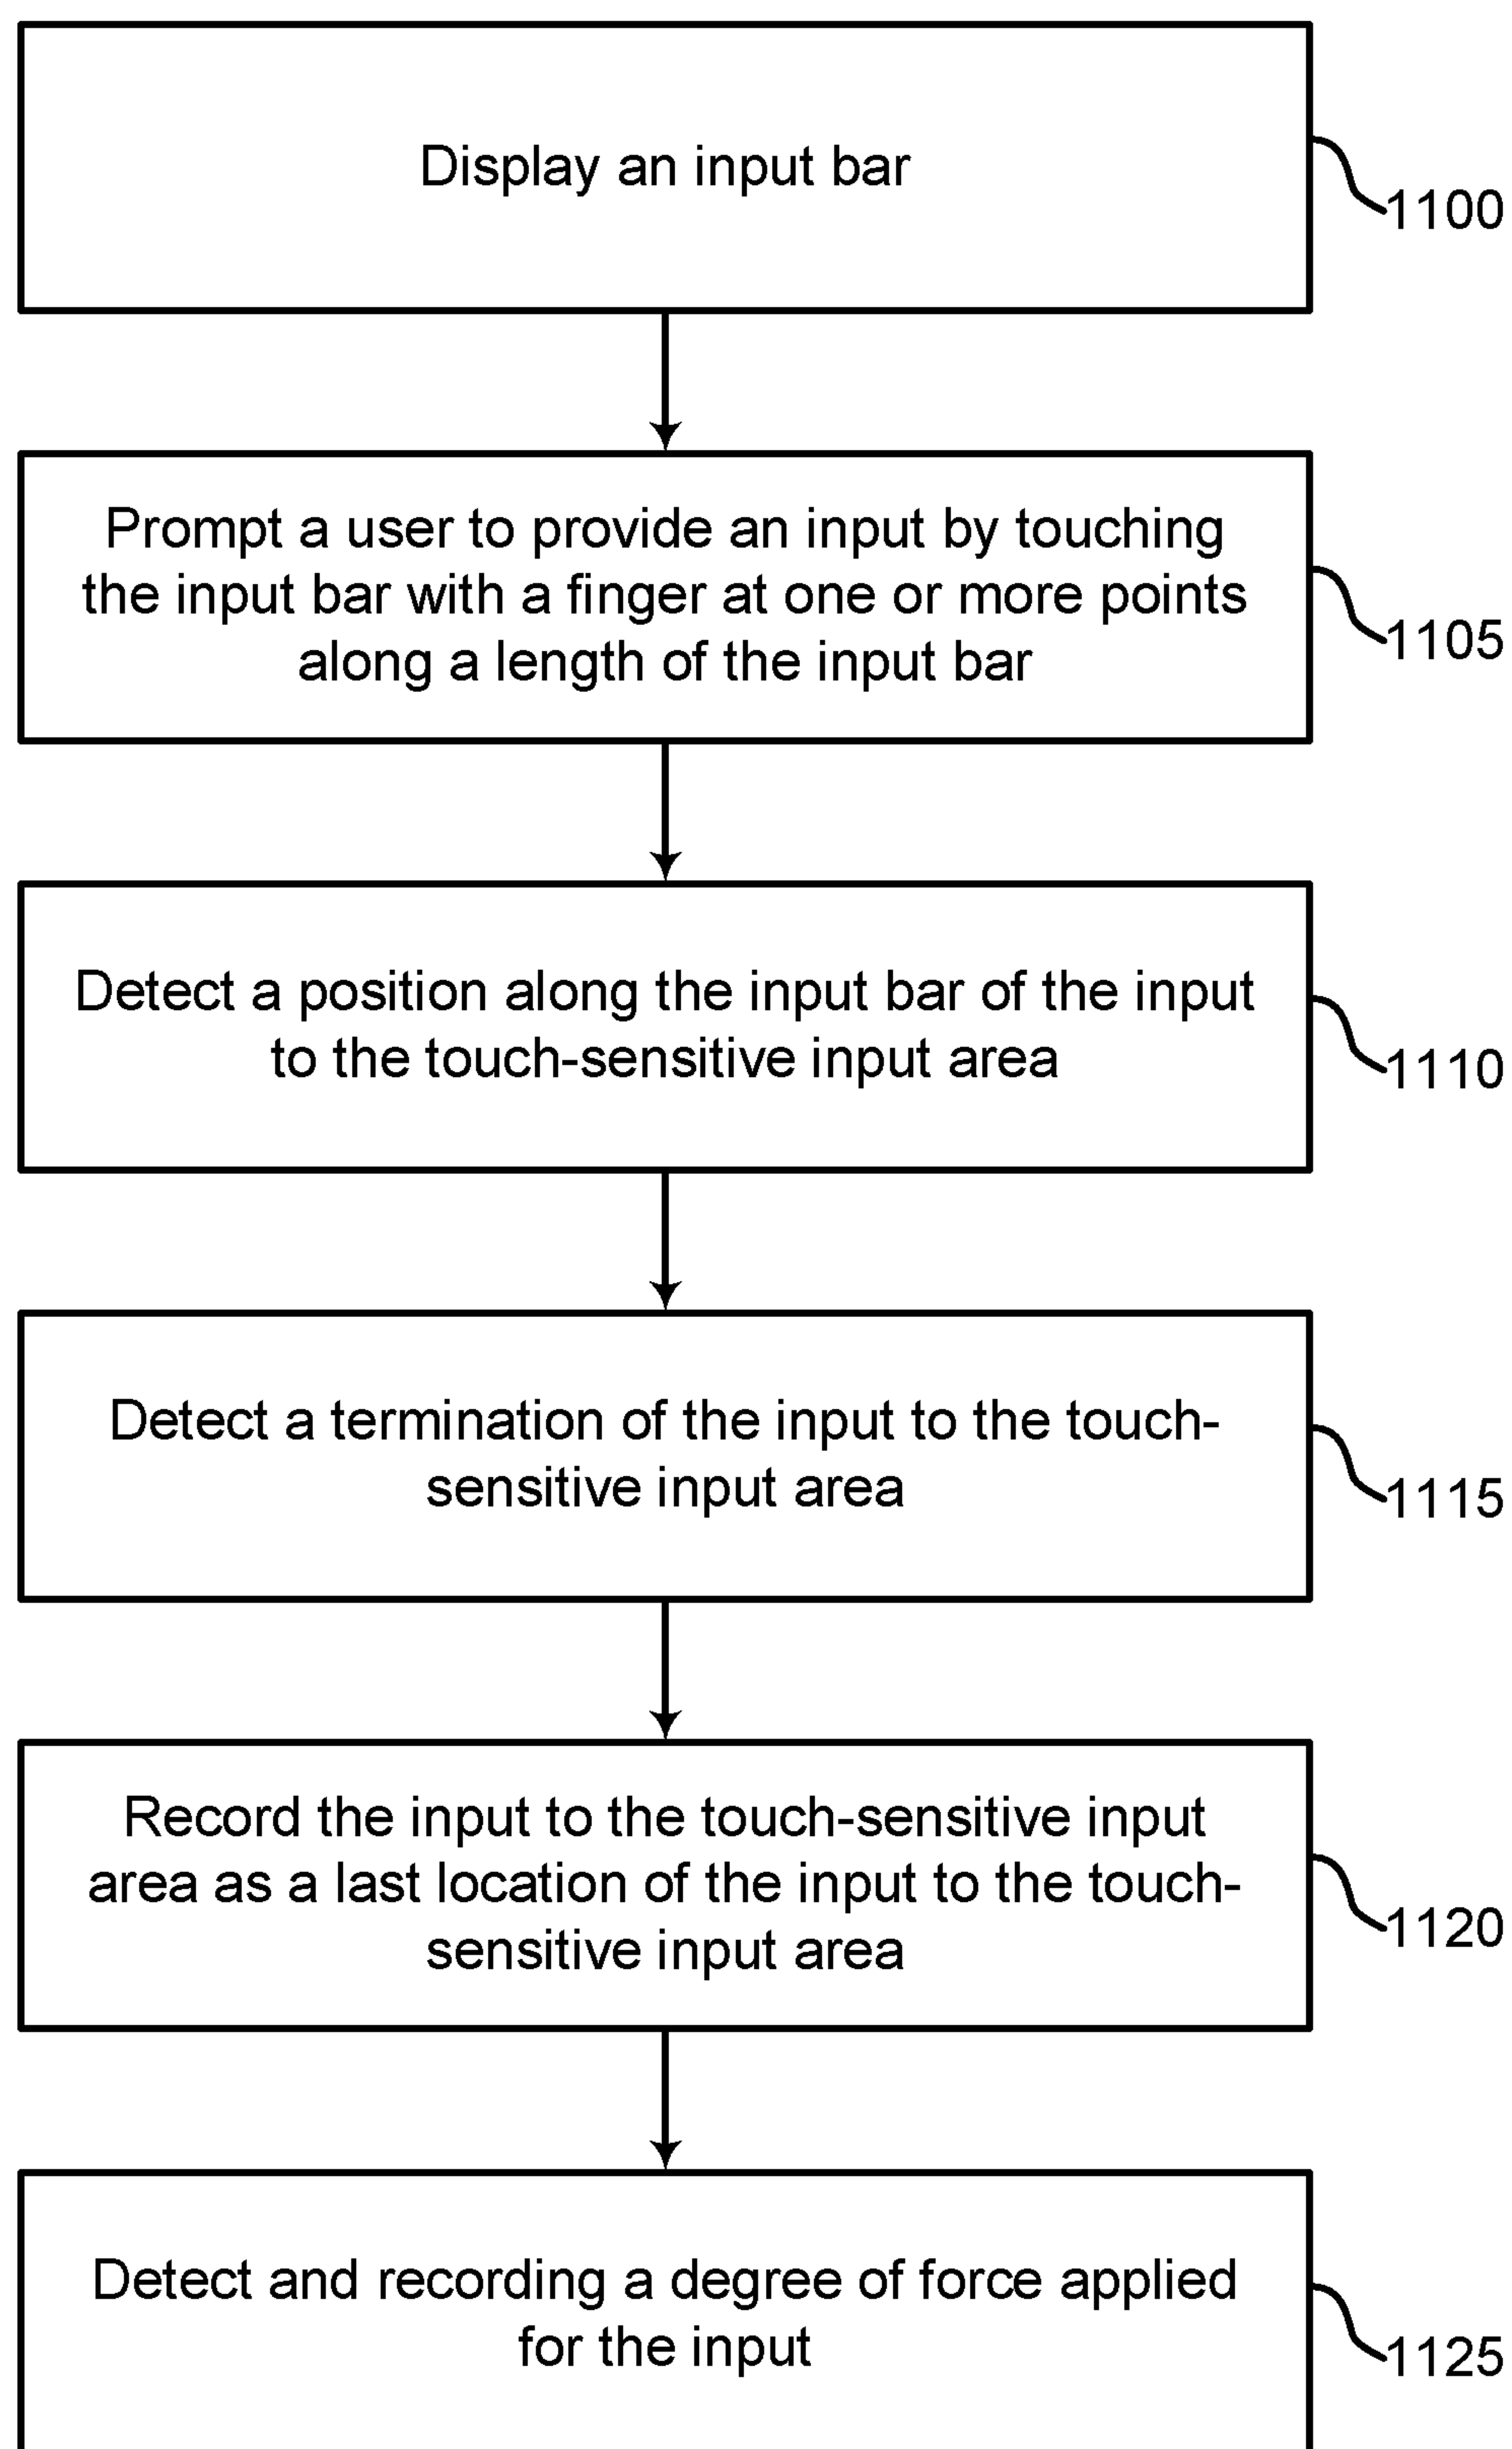 Display an input bar
1100
Prompt a user to provide an input by touching
the input bar with a finger at one or more points
along a length of the input bar
1105
Detect a position along the input bar of the input
to the touch-sensitive input area
1110
Detect a termination of the input to the touch-
sensitive input area
1115
Record the input to the touch-sensitive input
area as a last location of the input to the touch-
sensitive input area
1120
Detect and recording a degree of force applied
for the input
1125